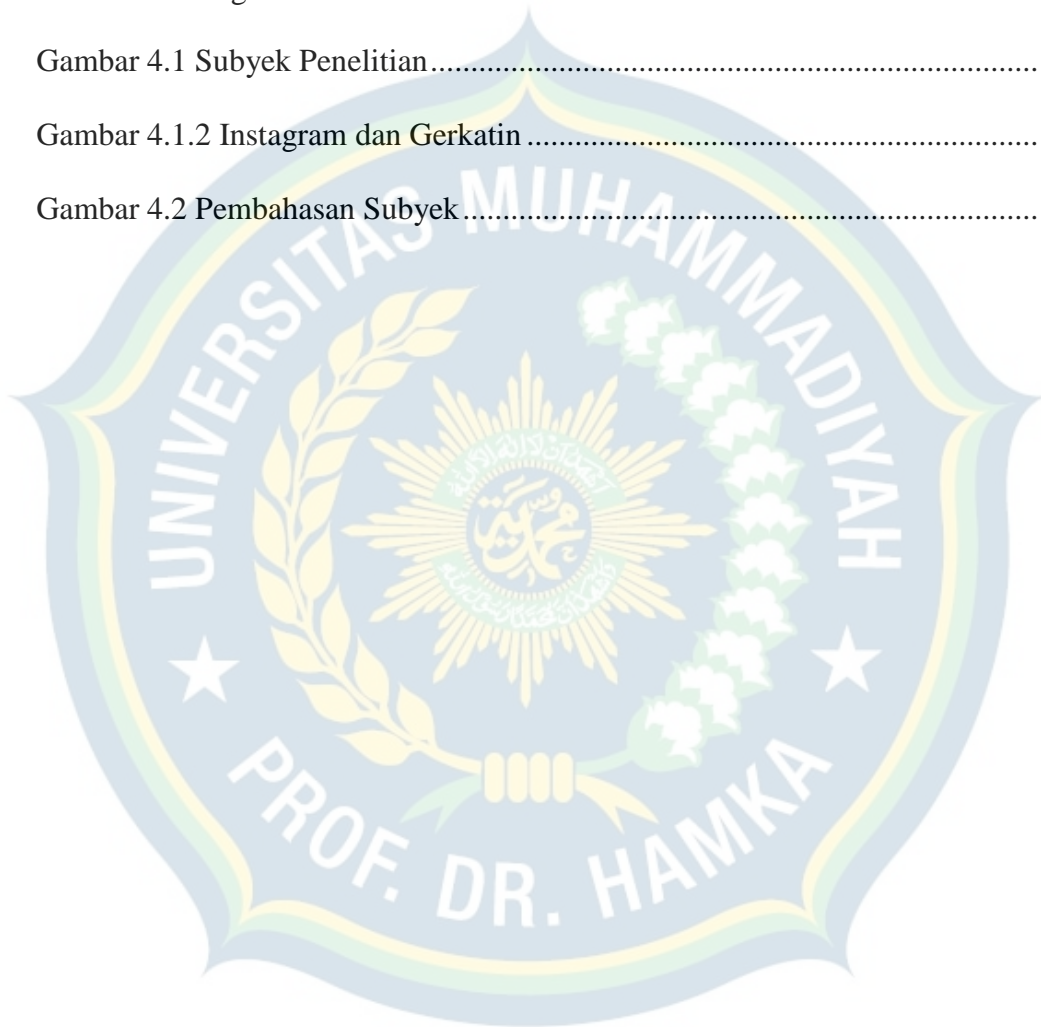 Gambar 4.1 Subyek Penelitian
Gambar 4.1.2 Instagram dan Gerkatin
Gambar 4.2 Pembahasan Subyek
UNIVERSITAS MUHAMMADIYAH
PROF. DR. HAMKA